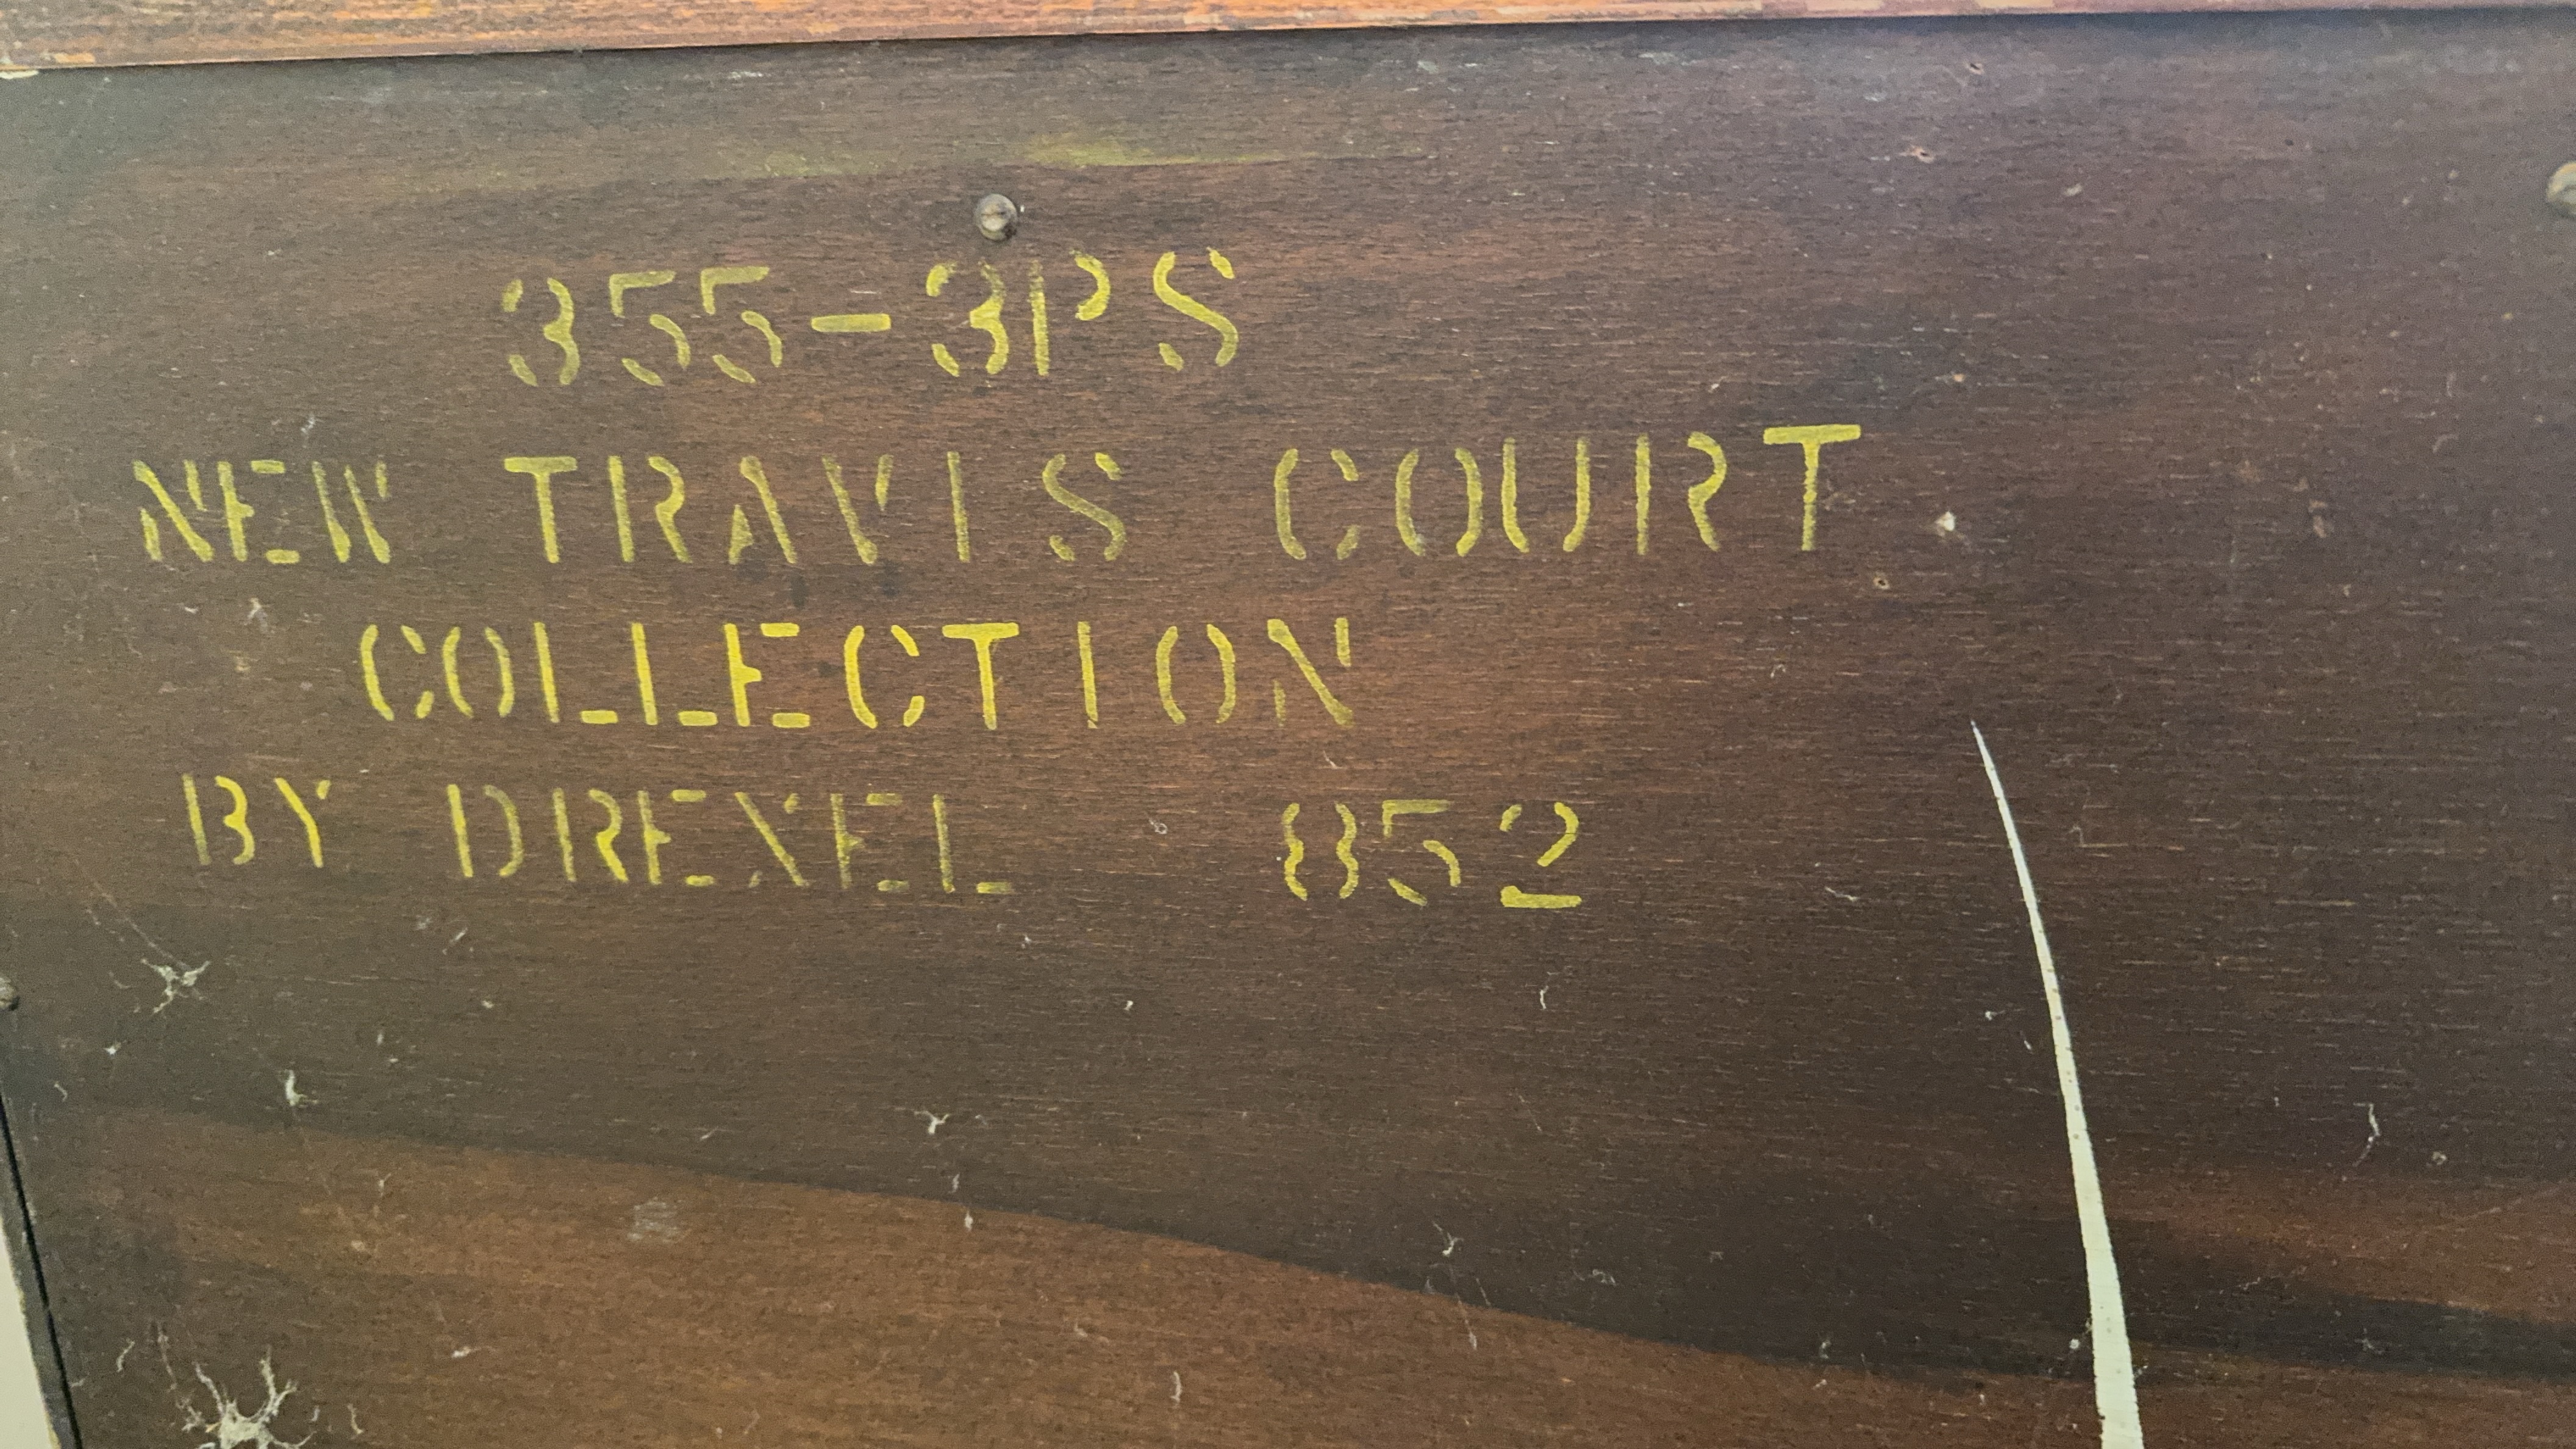 355-3PS
NEW TRAVIS COURT
COLLECTION
BY DREXEL 852